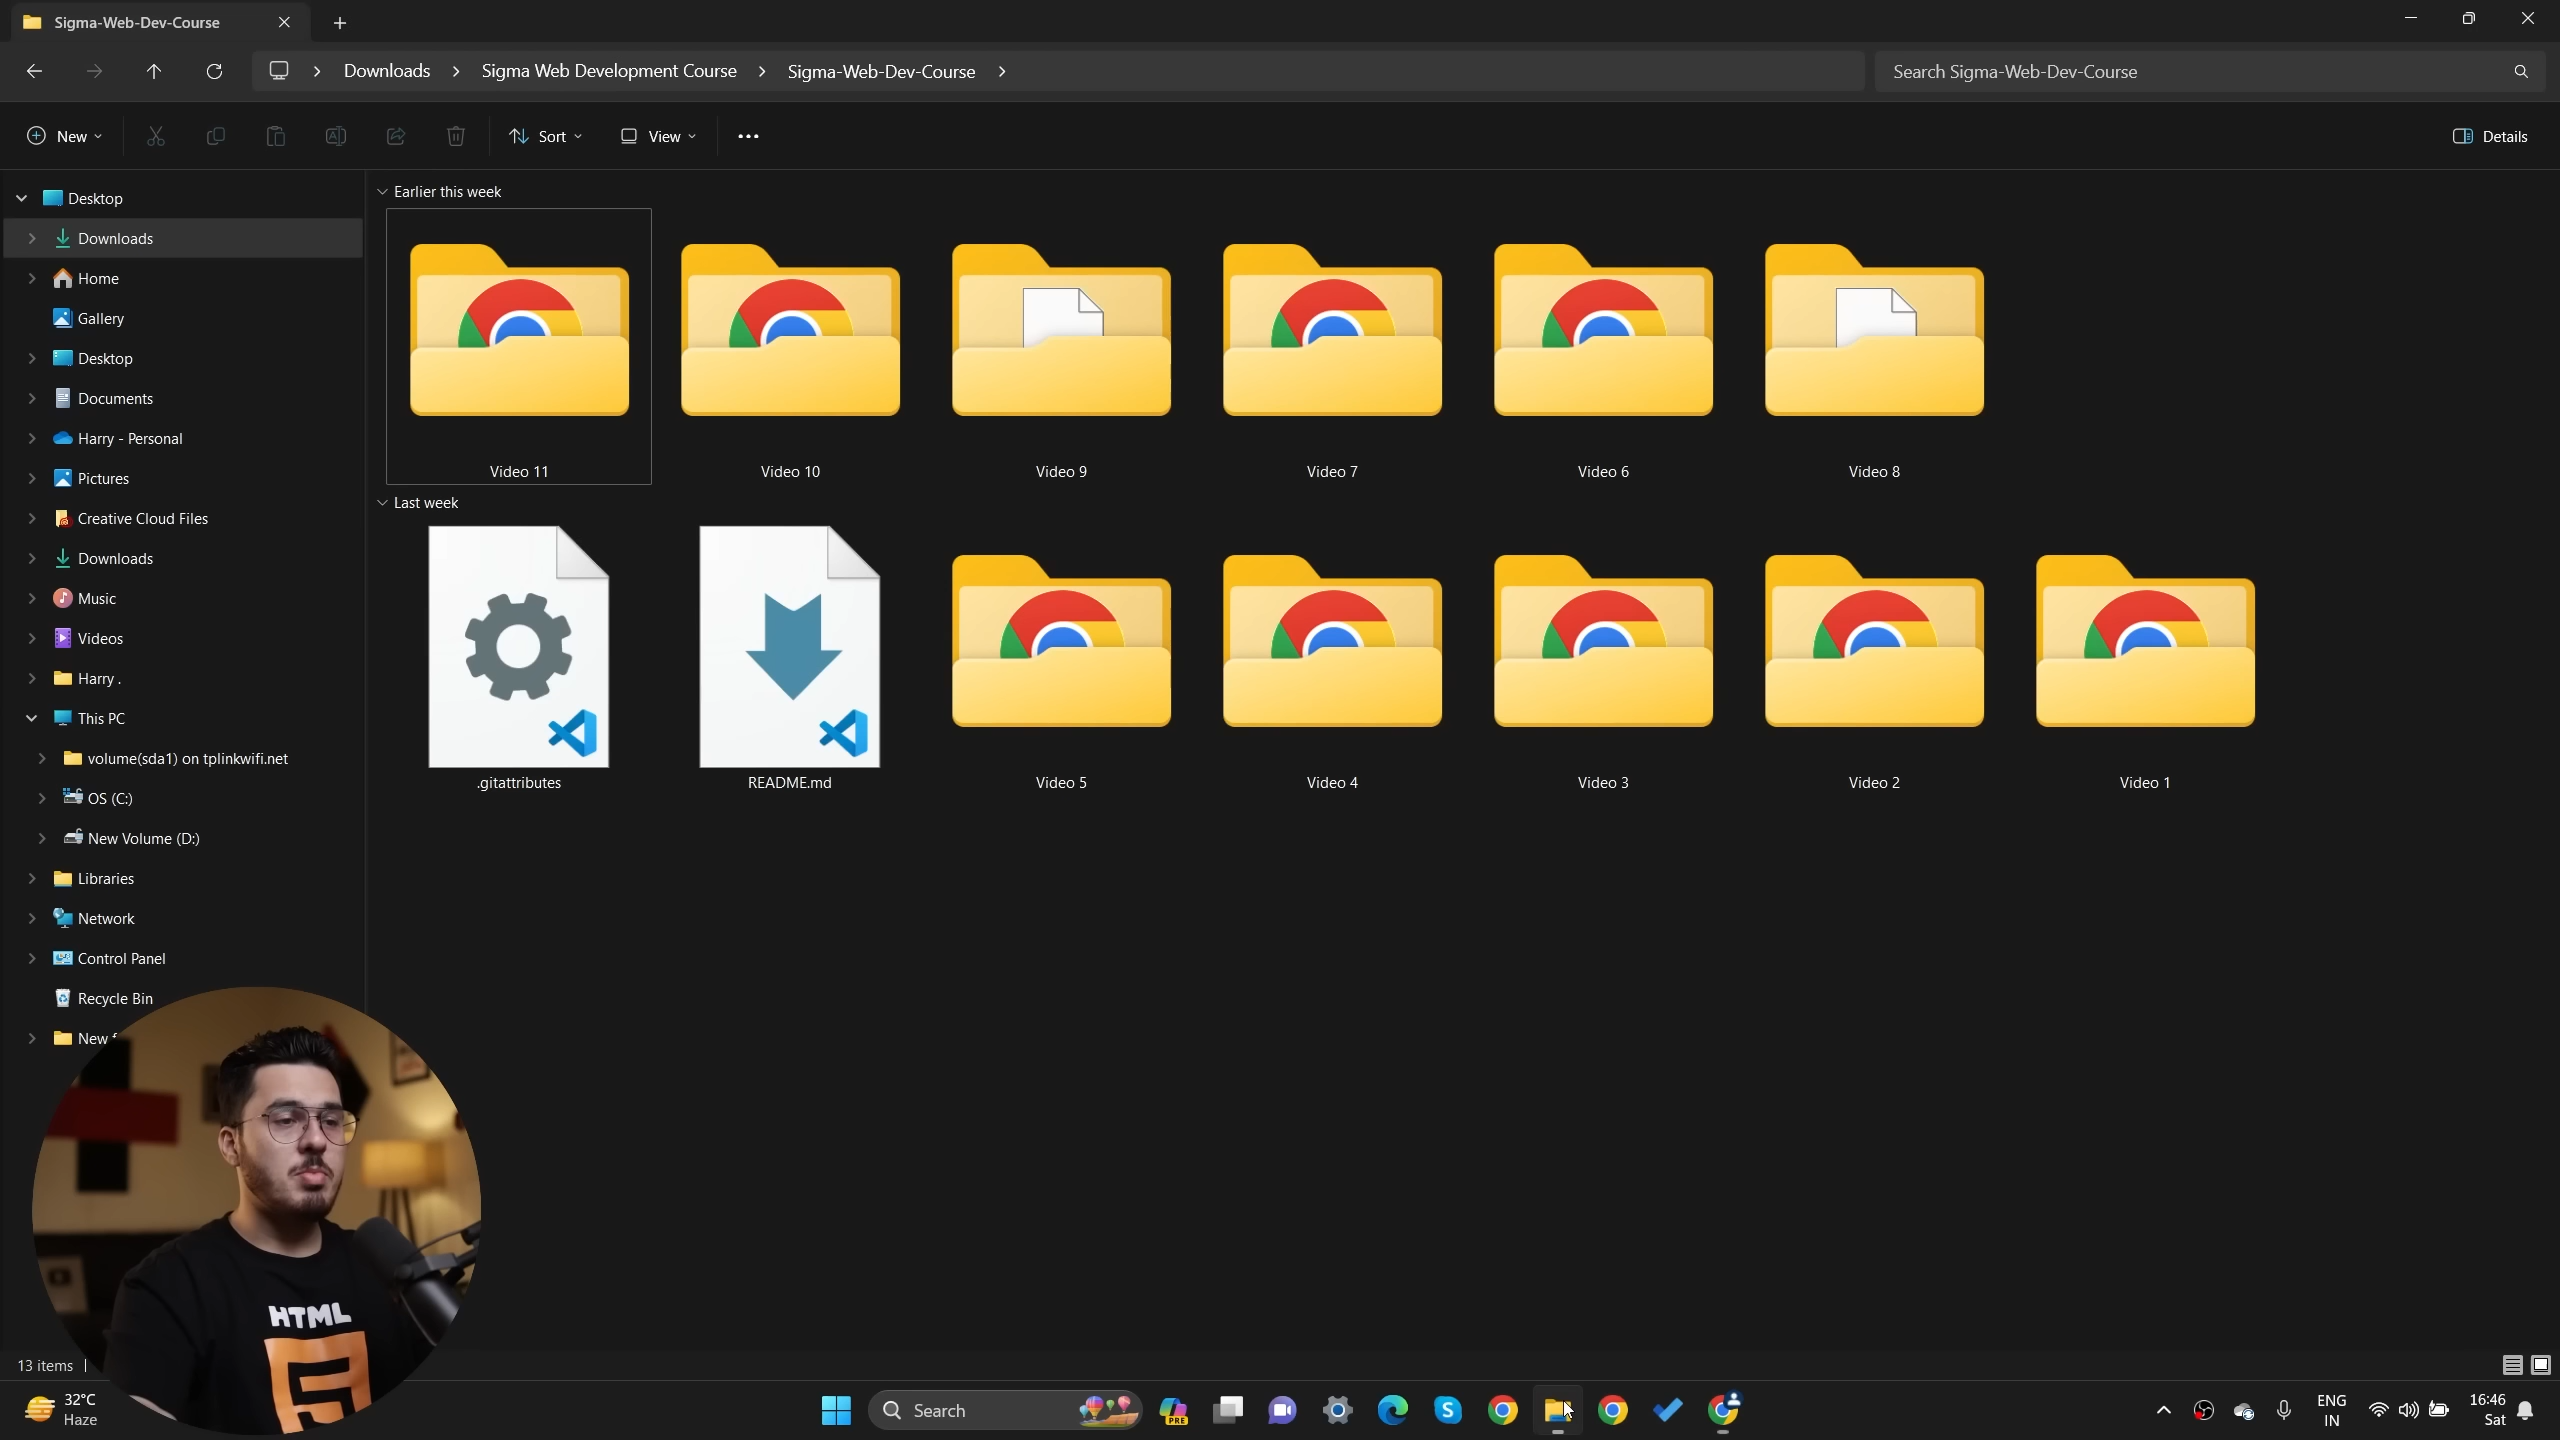 Sigma-Web-Dev-Course
Downloads
Sigma Web Development Course
Sigma-Web-Dev-Course
Search Sigma-Web-Dev-Course
New
Sort
View
Details
Desktop
Downloads
Home
Gallery
Desktop
Documents
Harry - Personal
Pictures
Creative Cloud Files
Downloads
Music
Videos
Harry .
This PC
volume(sda1) on tplinkwifi.net
OS (C:)
New Volume (D:)
Libraries
Network
Control Panel
Recycle Bin
New
Earlier this week
Video 11
Video 10
Video 9
Video 7
Video 6
Video 8
Last week
.gitattributes
README.md
Video 5
Video 4
Video 3
Video 2
Video 1
HTML
13 items
32°C
Haze
Search
PRE
ENG
IN
16:46
Sat